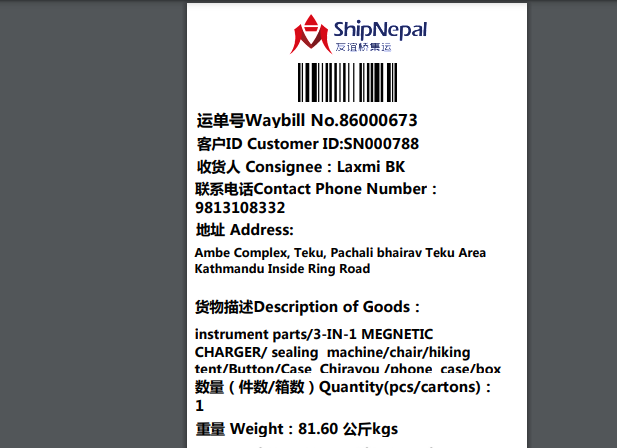 ShipNepal
友谊桥集运
运单号Waybill No.86000673
客户ID Customer ID:SN000788
收货人 Consignee：Laxmi BK
联系电话Contact Phone Number：
9813108332
地址 Address:
Ambe Complex, Teku, Pachali bhairav Teku Area
Kathmandu Inside Ring Road
货物描述Description of Goods：
instrument parts/3-IN-1 MEGNETIC
CHARGER/ sealing machine/chair/hiking
tent/Button/Case Chirayou /phone case/box
数量（件数/箱数）Quantity(pcs/cartons)：
1
重量 Weight：81.60 公斤kgs